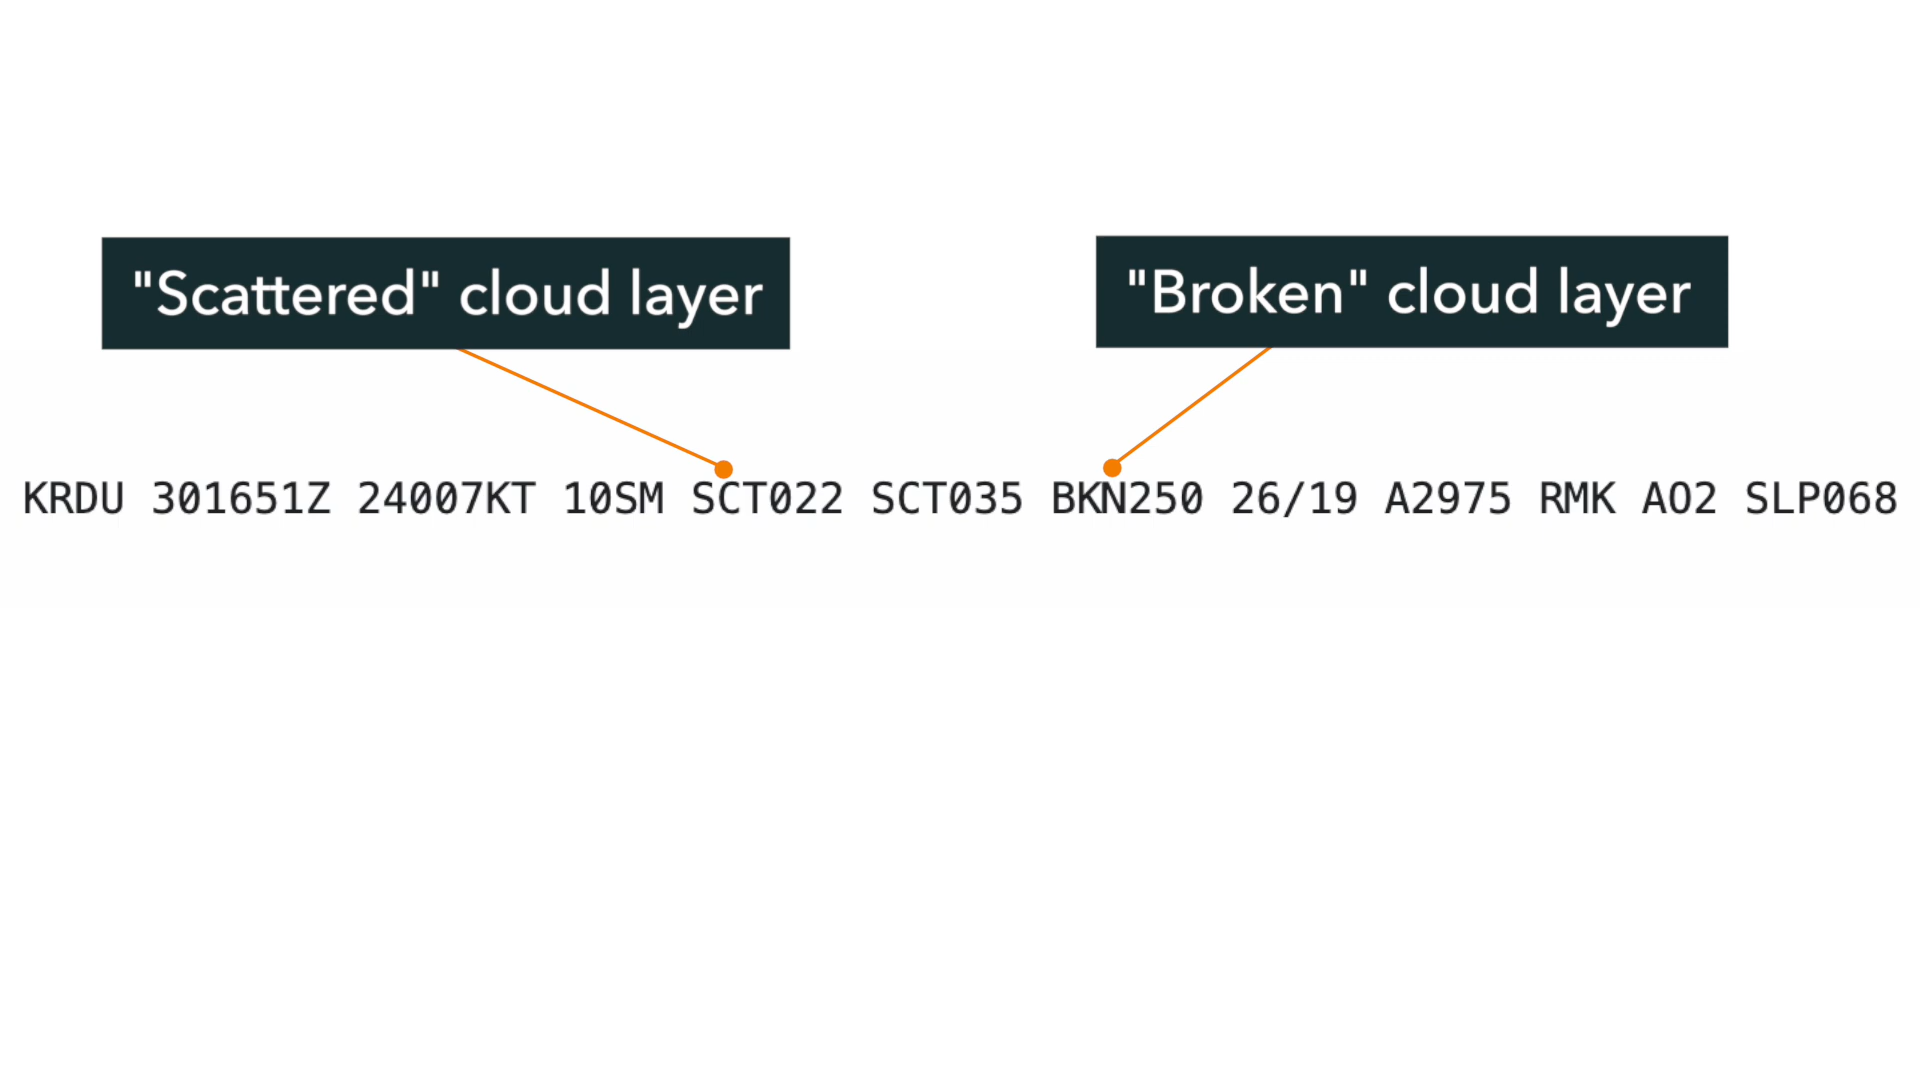 "Scattered" cloud layer
"Broken" cloud layer
KRDU 301651Z 24007KT 10SM SCT022 SCT035 BKN250 26/19 A2975 RMK AO2 SLP068